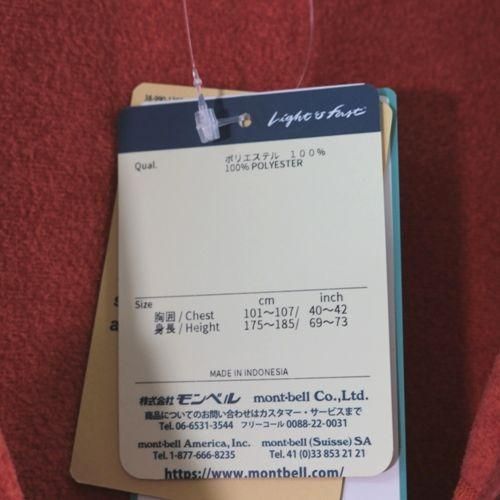 Light & Fast
Qual.
ポリエステル 100%
100% POLYESTER
Size
cm inch
胸囲 / Chest 101〜107/ 40〜42
身長 / Height 175〜185/ 69〜73
MADE IN INDONESIA
株式会社 モンベル mont-bell Co., Ltd.
商品についてのお問い合わせはカスタマー・サービスまで
Tel. 06-6531-3544 フリーコール 0088-22-0031
mont-bell America, Inc. mont-bell (Suisse) SA
Tel. 1-877-666-8235 Tel. 41 (0)33 853 21 21
https://www.montbell.com/